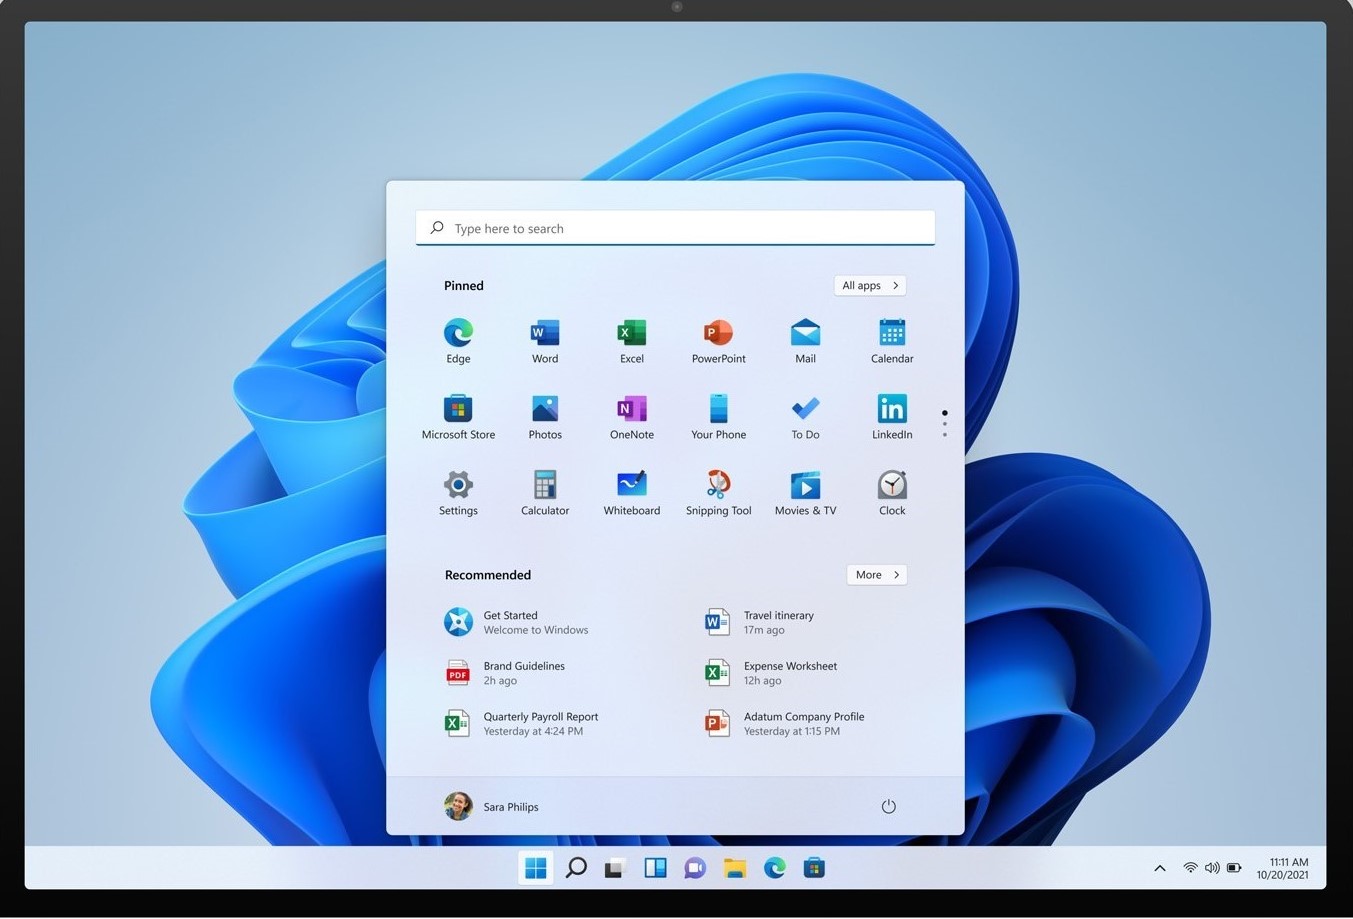 Type here to search
Pinned
All apps
Edge
Word
Excel
PowerPoint
Mail
Calendar
Microsoft Store
Photos
OneNote
Your Phone
To Do
LinkedIn
Settings
Calculator
Whiteboard
Snipping Tool
Movies & TV
Clock
Recommended
More
Get Started
Welcome to Windows
Travel itinerary
17m ago
PDF
Brand Guidelines
2h ago
Expense Worksheet
12h ago
Quarterly Payroll Report
Yesterday at 4:24 PM
Adatum Company Profile
Yesterday at 1:15 PM
Sara Philips
11:11 AM
10/20/2021